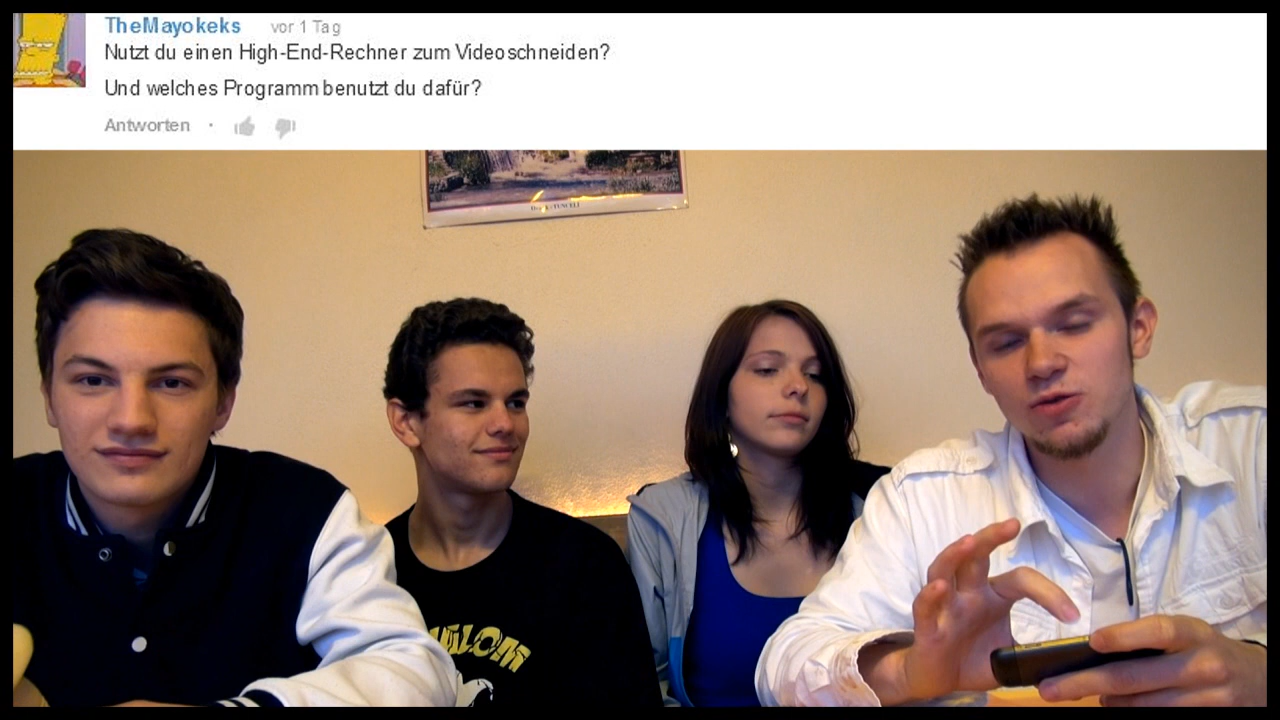 TheMayokeks vor 1 Tag
Nutzt du einen High-End-Rechner zum Videoschneiden?
Und welches Programm benutzt du dafür?
Antworten ·